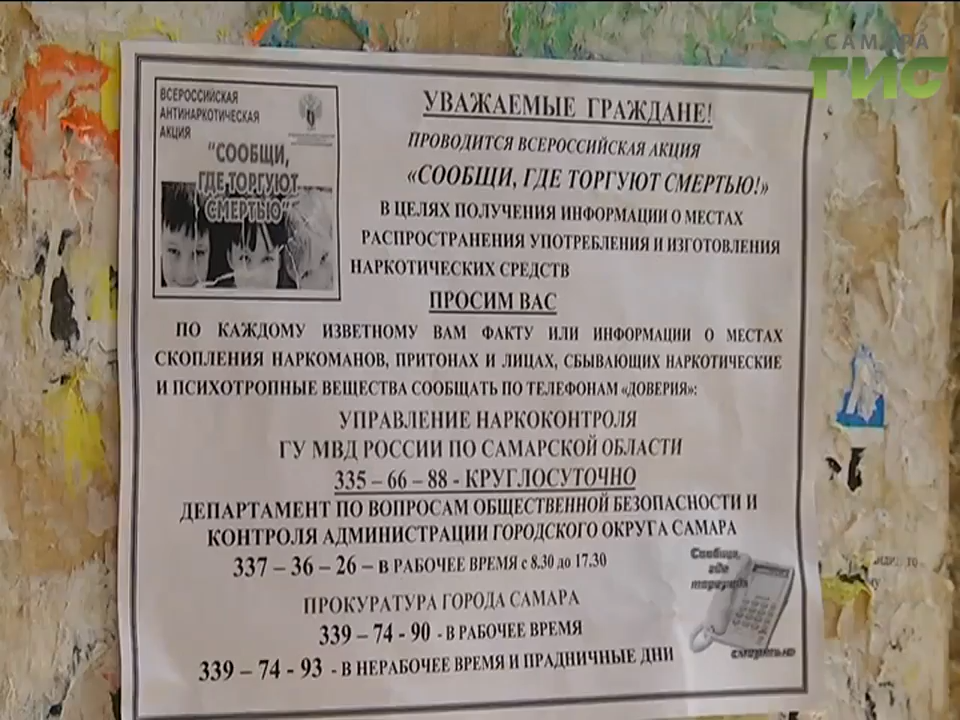 САМАРА
ГИС
ВСЕРОССИЙСКАЯ
АНТИНАРКОТИЧЕСКАЯ
АКЦИЯ
"СООБЩИ,
ГДЕ ТОРГУЮТ
СМЕРТЬЮ"
УВАЖАЕМЫЕ ГРАЖДАНЕ!
ПРОВОДИТСЯ ВСЕРОССИЙСКАЯ АКЦИЯ
«СООБЩИ, ГДЕ ТОРГУЮТ СМЕРТЬЮ!»
В ЦЕЛЯХ ПОЛУЧЕНИЯ ИНФОРМАЦИИ О МЕСТАХ
РАСПРОСТРАНЕНИЯ УПОТРЕБЛЕНИЯ И ИЗГОТОВЛЕНИЯ
НАРКОТИЧЕСКИХ СРЕДСТВ
ПРОСИМ ВАС
ПО КАЖДОМУ ИЗВЕТНОМУ ВАМ ФАКТУ ИЛИ ИНФОРМАЦИИ О МЕСТАХ
СКОПЛЕНИЯ НАРКОМАНОВ, ПРИТОНАХ И ЛИЦАХ, СБЫВАЮЩИХ НАРКОТИЧЕСКИЕ
И ПСИХОТРОПНЫЕ ВЕЩЕСТВА СООБЩАТЬ ПО ТЕЛЕФОНАМ «ДОВЕРИЯ»:
УПРАВЛЕНИЕ НАРКОКОНТРОЛЯ
ГУ МВД РОССИИ ПО САМАРСКОЙ ОБЛАСТИ
335 – 66 – 88 - КРУГЛОСУТОЧНО
ДЕПАРТАМЕНТ ПО ВОПРОСАМ ОБЩЕСТВЕННОЙ БЕЗОПАСНОСТИ И
КОНТРОЛЯ АДМИНИСТРАЦИИ ГОРОДСКОГО ОКРУГА САМАРА
337 – 36 – 26 – в РАБОЧЕЕ ВРЕМЯ с 8.30 до 17.30
ПРОКУРАТУРА ГОРОДА САМАРА
339 – 74 - 90 - В РАБОЧЕЕ ВРЕМЯ
339 – 74 - 93 - В НЕРАБОЧЕЕ ВРЕМЯ И ПРАДНИЧНЫЕ ДНИ
Сообщи,
где
торгуют
смертью